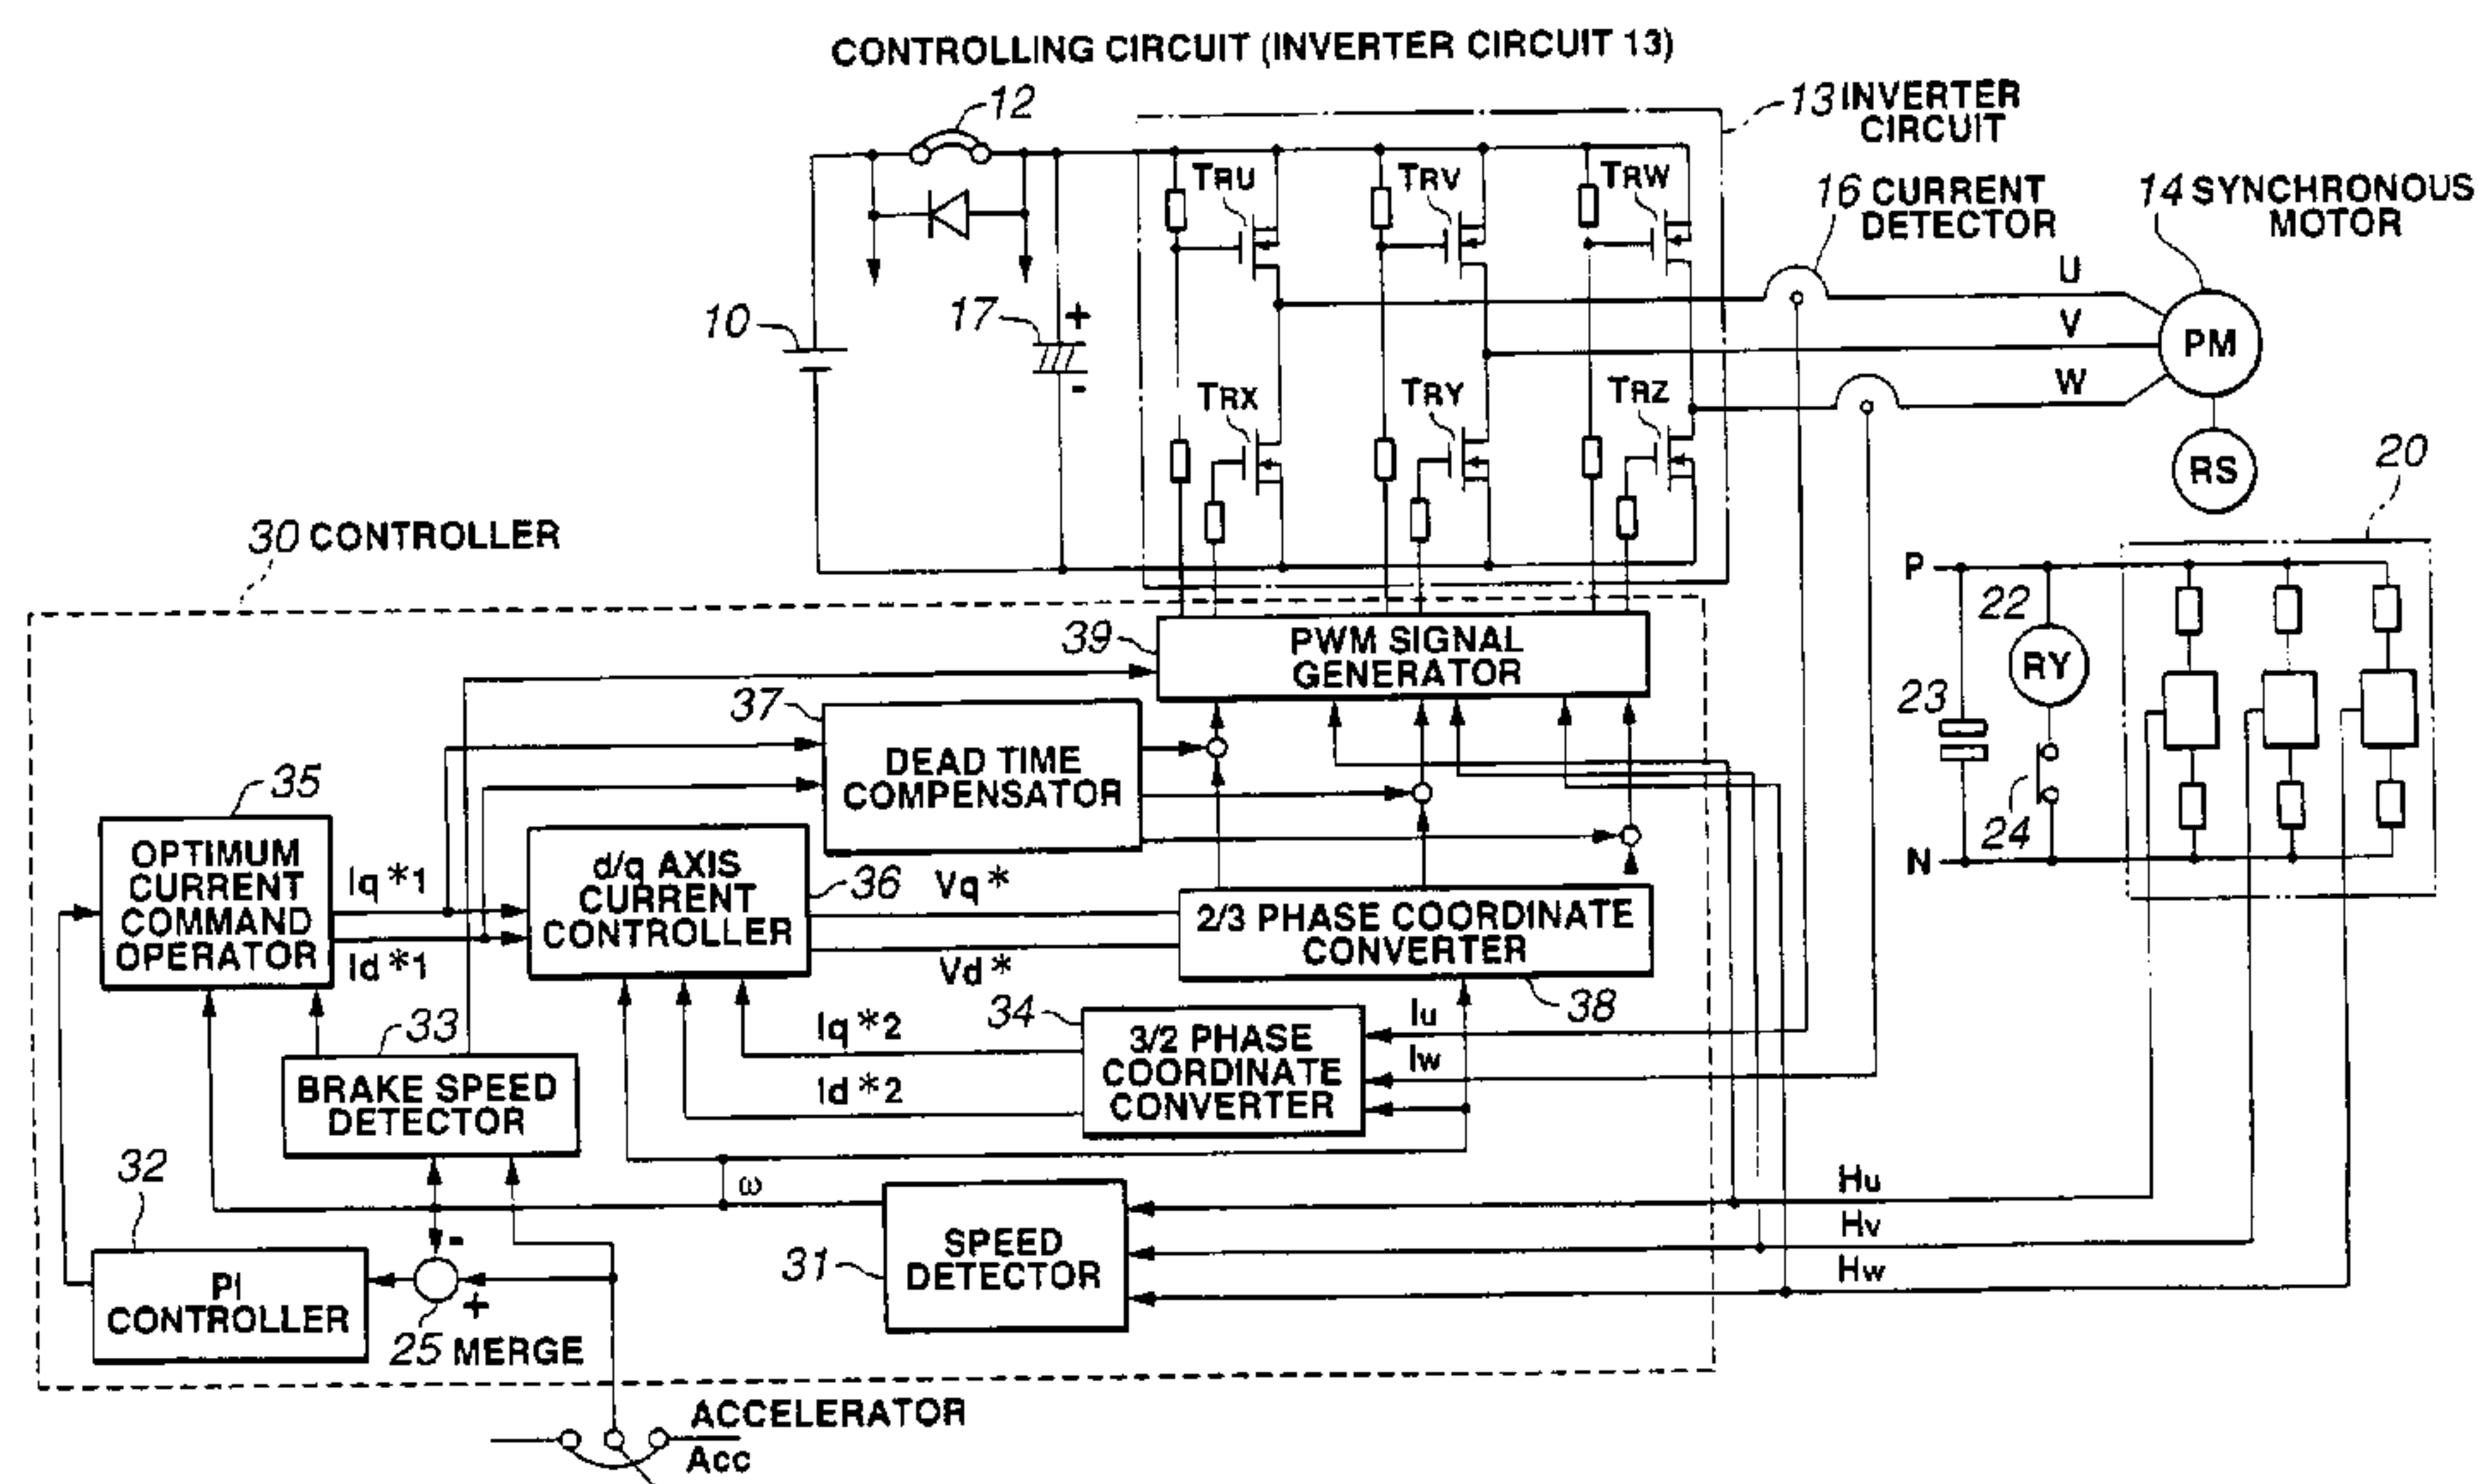 CONTROLLING CIRCUIT (INVERTER CIRCUIT 13)
12
13 INVERTER
CIRCUIT
TRU
TRV
TRW
16 CURRENT
DETECTOR
14 SYNCHRONOUS
MOTOR
U
V
W
PM
RS
10
17
+
-
TRX
TRY
TRZ
20
30 CONTROLLER
P
22
RY
23
24
N
39
PWM SIGNAL
GENERATOR
37
DEAD TIME
COMPENSATOR
35
OPTIMUM
CURRENT
COMMAND
OPERATOR
Iq*1
Id*1
d/q AXIS
CURRENT
CONTROLLER
36
Vq*
Vd*
2/3 PHASE COORDINATE
CONVERTER
38
33
BRAKE SPEED
DETECTOR
Iq*2
Id*2
34
3/2 PHASE
COORDINATE
CONVERTER
Iu
Iw
32
PI
CONTROLLER
ω
-
+
25 MERGE
31
SPEED
DETECTOR
Hu
Hv
Hw
ACCELERATOR
Acc